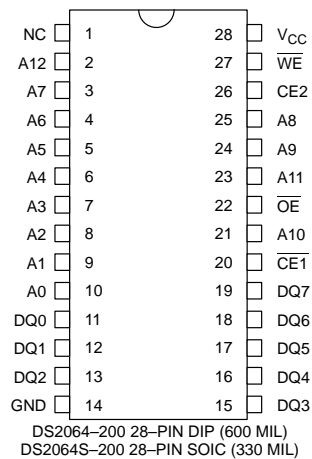 NC 1 28 VCC
A12 2 27 WE
A7 3 26 CE2
A6 4 25 A8
A5 5 24 A9
A4 6 23 A11
A3 7 22 OE
A2 8 21 A10
A1 9 20 CE1
A0 10 19 DQ7
DQ0 11 18 DQ6
DQ1 12 17 DQ5
DQ2 13 16 DQ4
GND 14 15 DQ3
DS2064–200 28–PIN DIP (600 MIL)
DS2064S–200 28–PIN SOIC (330 MIL)